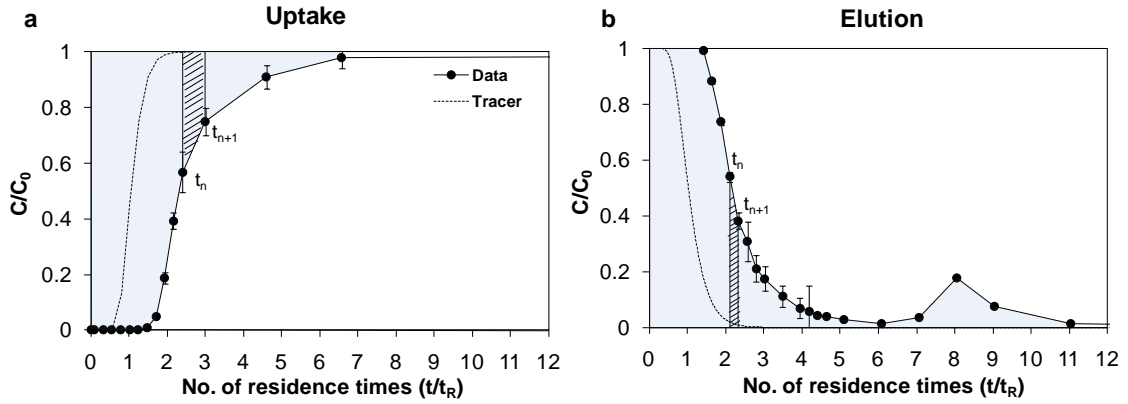 a
Uptake
1
0.8
0.6
0.4
0.2
0
C/C0
Data
Tracer
tn+1
tn
0 1 2 3 4 5 6 7 8 9 10 11 12
No. of residence times (t/tR)
b
Elution
1
0.8
0.6
0.4
0.2
0
C/C0
tn
tn+1
0 1 2 3 4 5 6 7 8 9 10 11 12
No. of residence times (t/tR)